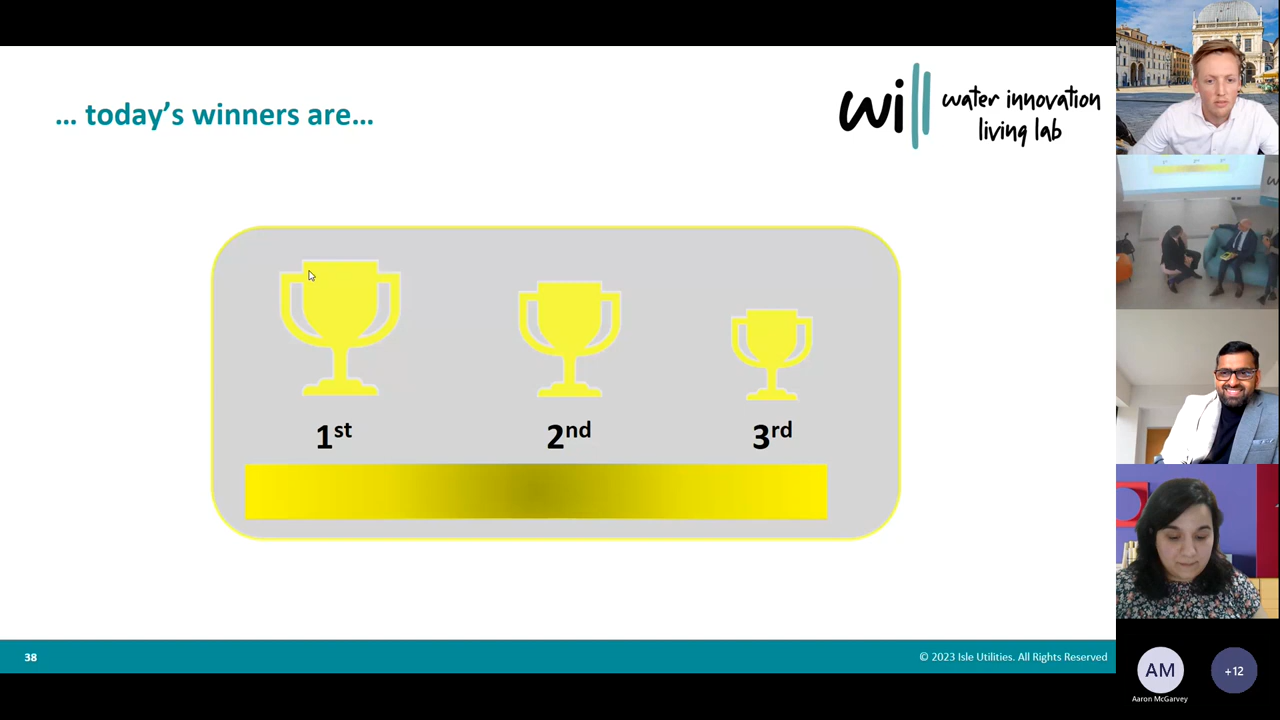 … today's winners are…
will water innovation
living lab
1st 2nd 3rd
38
© 2023 Isle Utilities. All Rights Reserved
AM
Aaron McGarvey
+12